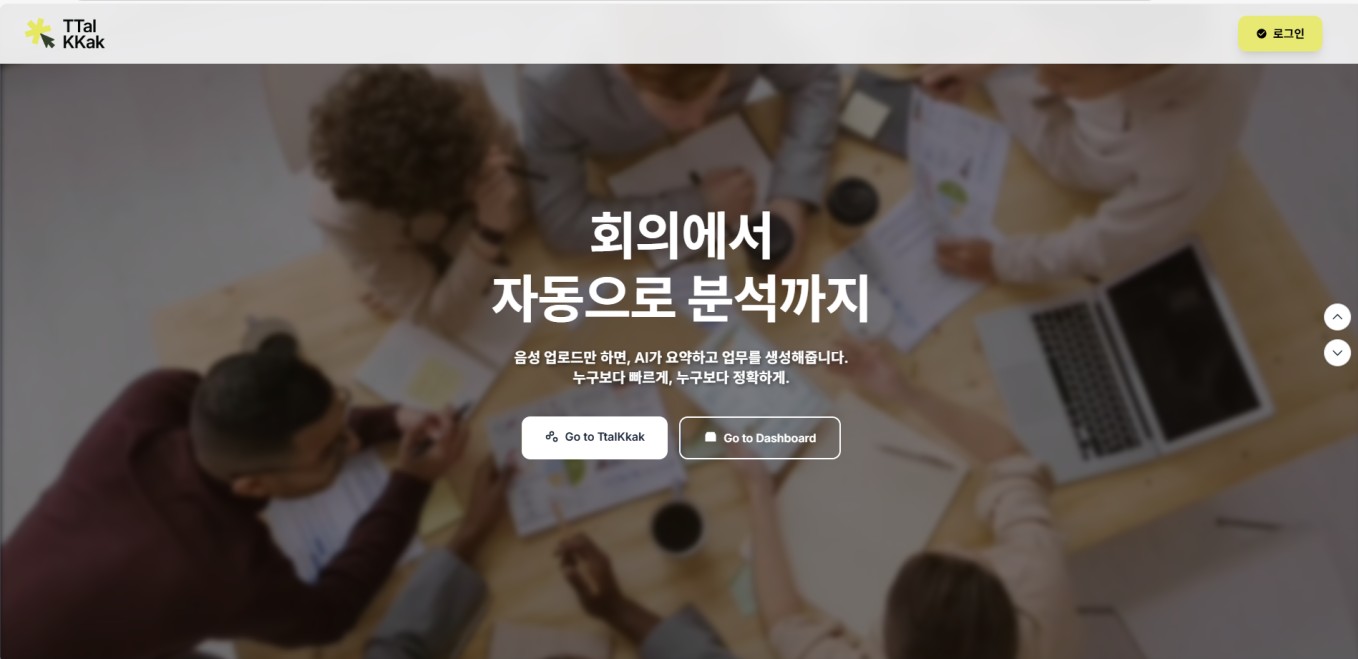 TTal
KKak
로그인
회의에서
자동으로 분석까지
음성 업로드만 하면, AI가 요약하고 업무를 생성해줍니다.
누구보다 빠르게, 누구보다 정확하게.
Go to TtalKkak
Go to Dashboard